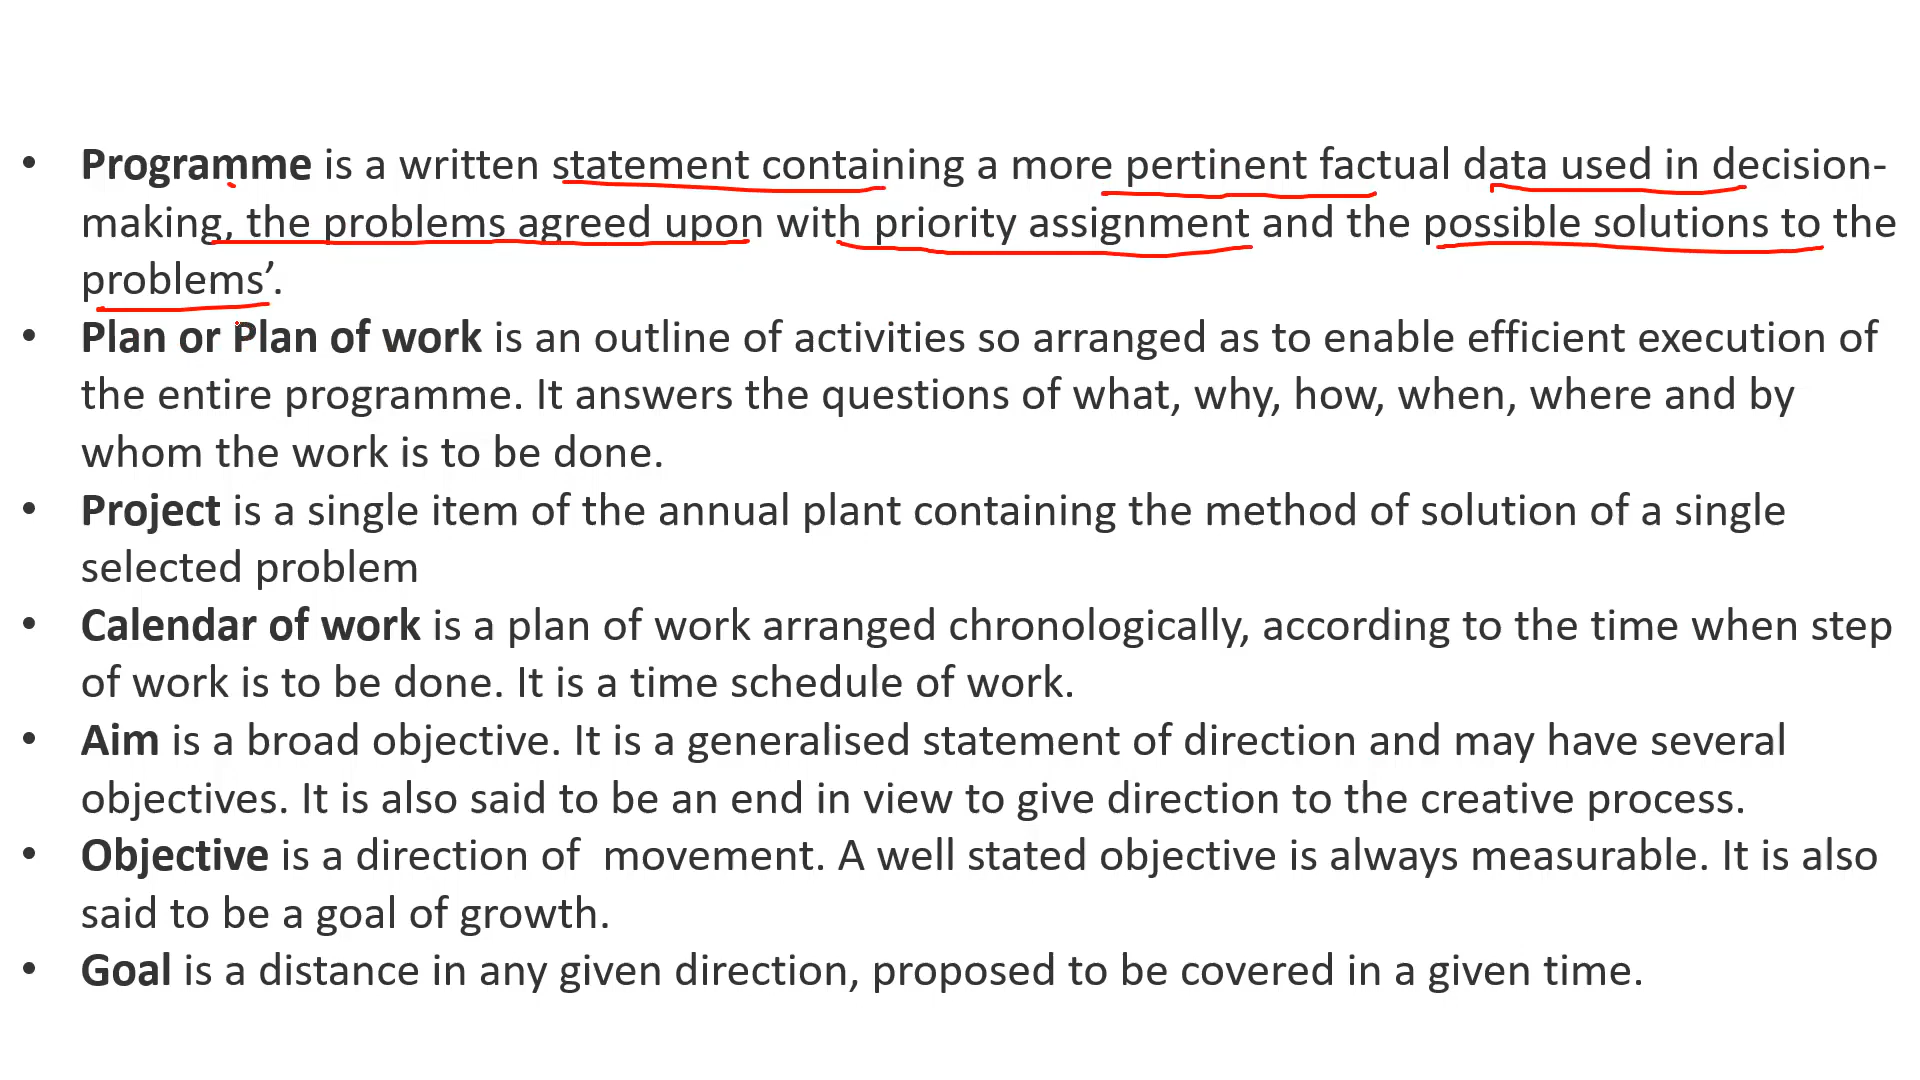 • Programme is a written statement containing a more pertinent factual data used in decision-
making, the problems agreed upon with priority assignment and the possible solutions to the
problems’.
• Plan or Plan of work is an outline of activities so arranged as to enable efficient execution of
the entire programme. It answers the questions of what, why, how, when, where and by
whom the work is to be done.
• Project is a single item of the annual plant containing the method of solution of a single
selected problem
• Calendar of work is a plan of work arranged chronologically, according to the time when step
of work is to be done. It is a time schedule of work.
• Aim is a broad objective. It is a generalised statement of direction and may have several
objectives. It is also said to be an end in view to give direction to the creative process.
• Objective is a direction of  movement. A well stated objective is always measurable. It is also
said to be a goal of growth.
• Goal is a distance in any given direction, proposed to be covered in a given time.